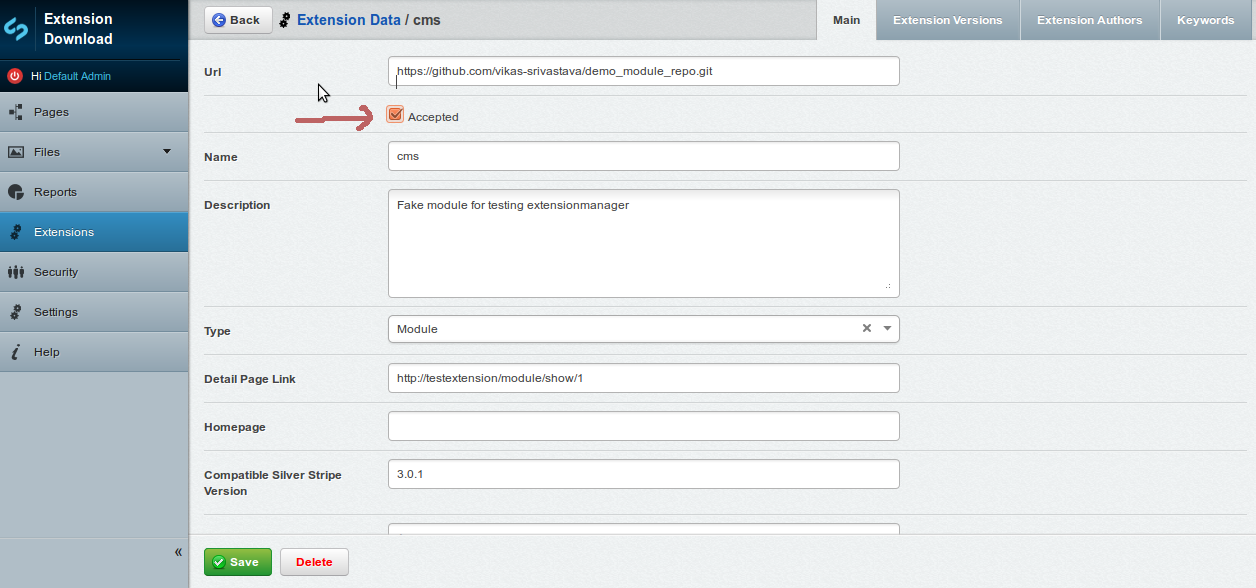 Extension
Download
Hi Default Admin
Pages
Files
Reports
Extensions
Security
Settings
Help
«
Back
Extension Data / cms
Main
Extension Versions
Extension Authors
Keywords
Url
https://github.com/vikas-srivastava/demo_module_repo.git
Accepted
Name
cms
Description
Fake module for testing extensionmanager
Type
Module
Detail Page Link
http://testextension/module/show/1
Homepage
Compatible Silver Stripe
Version
3.0.1
Save
Delete